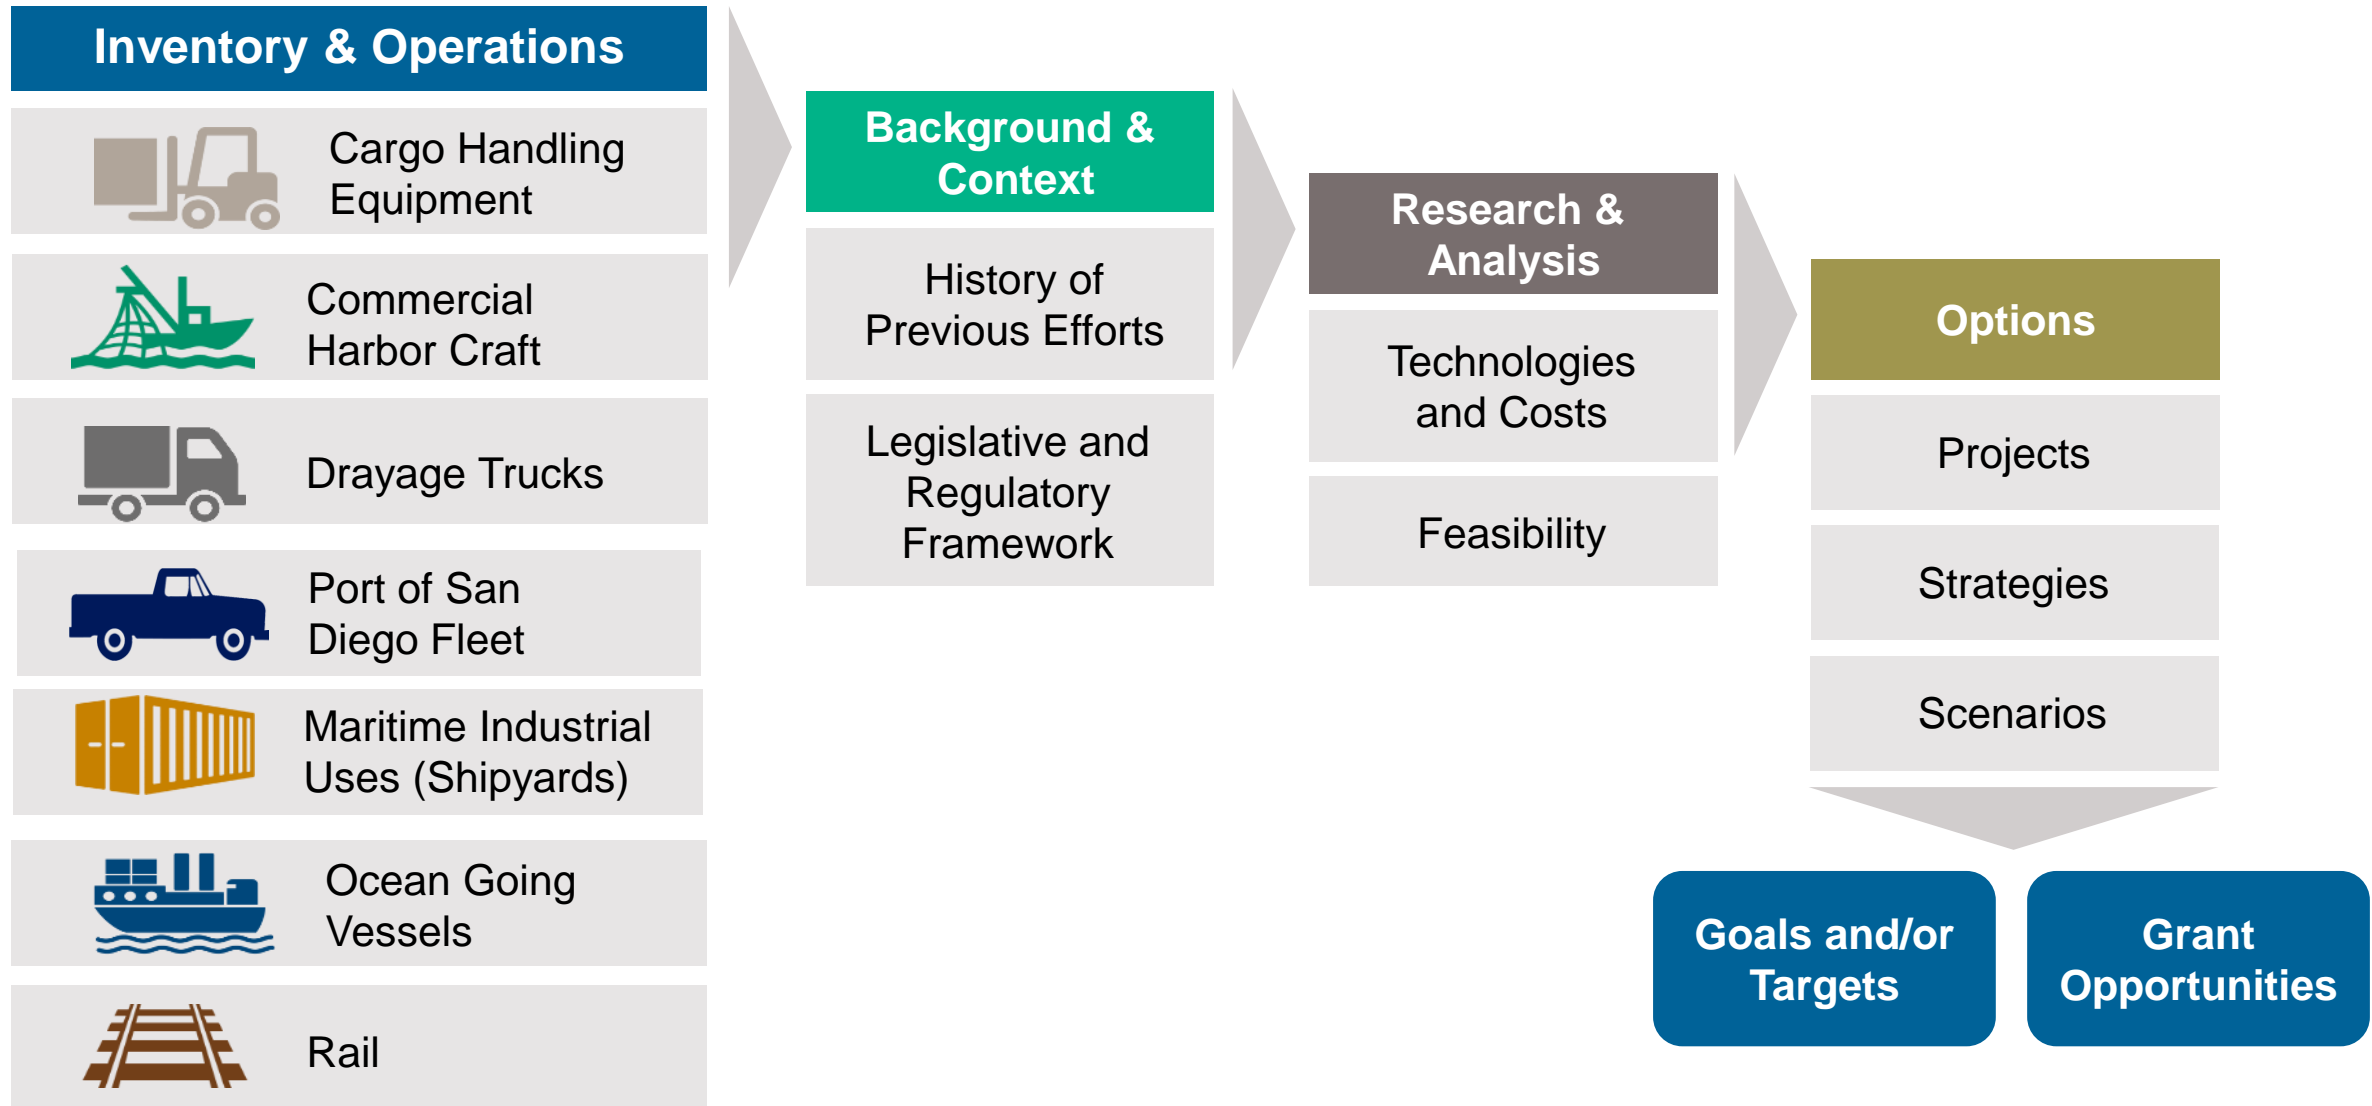 Inventory & Operations
Cargo Handling
Equipment
Commercial
Harbor Craft
Drayage Trucks
Port of San
Diego Fleet
Maritime Industrial
Uses (Shipyards)
Ocean Going
Vessels
Rail
Background &
Context
History of
Previous Efforts
Legislative and
Regulatory
Framework
Research &
Analysis
Technologies
and Costs
Feasibility
Options
Projects
Strategies
Scenarios
Goals and/or
Targets
Grant
Opportunities